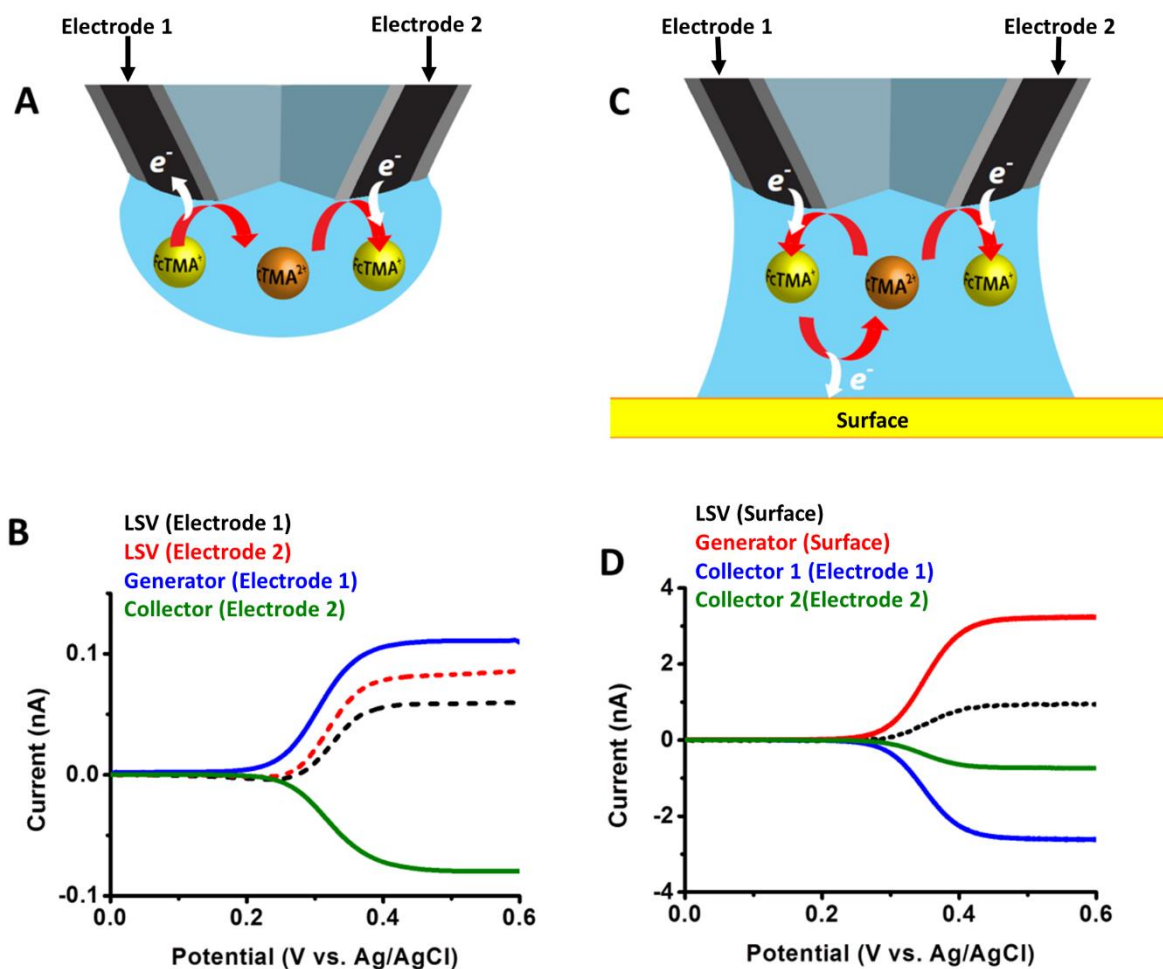 Electrode 1
Electrode 2
A
e-
e-
FcTMA+
cTMA2+
FcTMA+
Electrode 1
Electrode 2
C
e-
e-
FcTMA+
cTMA2+
FcTMA+
e-
Surface
B
LSV (Electrode 1)
LSV (Electrode 2)
Generator (Electrode 1)
Collector (Electrode 2)
Current (nA)
0.1
0.0
-0.1
0.0 0.2 0.4 0.6
Potential (V vs. Ag/AgCl)
D
LSV (Surface)
Generator (Surface)
Collector 1 (Electrode 1)
Collector 2(Electrode 2)
Current (nA)
4
2
0
-2
-4
0.0 0.2 0.4 0.6
Potential (V vs. Ag/AgCl)